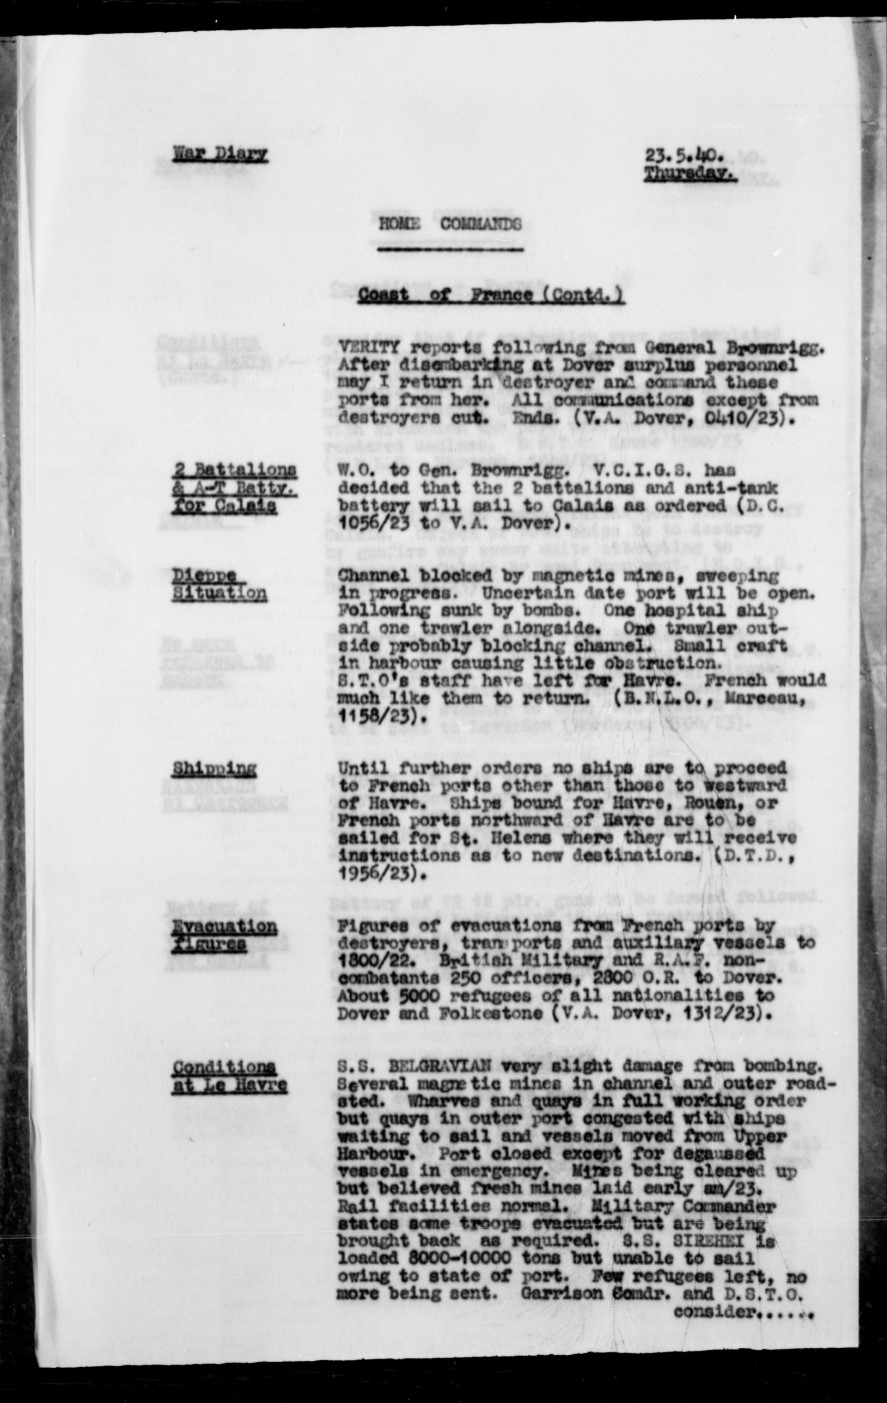 War Diary
23.5.40.
Thursday.
HOME COMMANDS
Coast of France (Contd.)
VERITY reports following from General Brownrigg.
After disembarking at Dover surplus personnel
may I return in destroyer and command these
ports from her. All communications except from
destroyers cut. Ends. (V.A. Dover, 0410/23).
2 Battalions
& A-T Batty.
for Calais
W.O. to Gen. Brownrigg. V.C.I.G.S. has
decided that the 2 battalions and anti-tank
battery will sail to Calais as ordered (D.C.
1056/23 to V.A. Dover).
Dieppe
Situation
Channel blocked by magnetic mines, sweeping
in progress. Uncertain date port will be open.
Following sunk by bombs. One hospital ship
and one trawler alongside. One trawler out-
side probably blocking channel. Small craft
in harbour causing little obstruction.
S.T.O's staff have left for Havre. French would
much like them to return. (B.N.L.O., Marceau,
1158/23).
Shipping
Until further orders no ships are to proceed
to French ports other than those to westward
of Havre. Ships bound for Havre, Rouen, or
French ports northward of Havre are to be
sailed for St. Helens where they will receive
instructions as to new destinations. (D.T.D.,
1956/23).
Evacuation
figures
Figures of evacuations from French ports by
destroyers, transports and auxiliary vessels to
1800/22. British Military and R.A.F. non-
combatants 250 officers, 2800 O.R. to Dover.
About 5000 refugees of all nationalities to
Dover and Folkestone (V.A. Dover, 1312/23).
Conditions
at Le Havre
S.S. BELGRAVIAN very slight damage from bombing.
Several magnetic mines in channel and outer road-
sted. Wharves and quays in full working order
but quays in outer port congested with ships
waiting to sail and vessels moved from Upper
Harbour. Port closed except for degaussed
vessels in emergency. Mines being cleared up
but believed fresh mines laid early am/23.
Rail facilities normal. Military Commander
states some troops evacuated but are being
brought back as required. S.S. SIREHEI is
loaded 8000-10000 tons but unable to sail
owing to state of port. Few refugees left, no
more being sent. Garrison Comdr. and D.S.T.O.
consider......